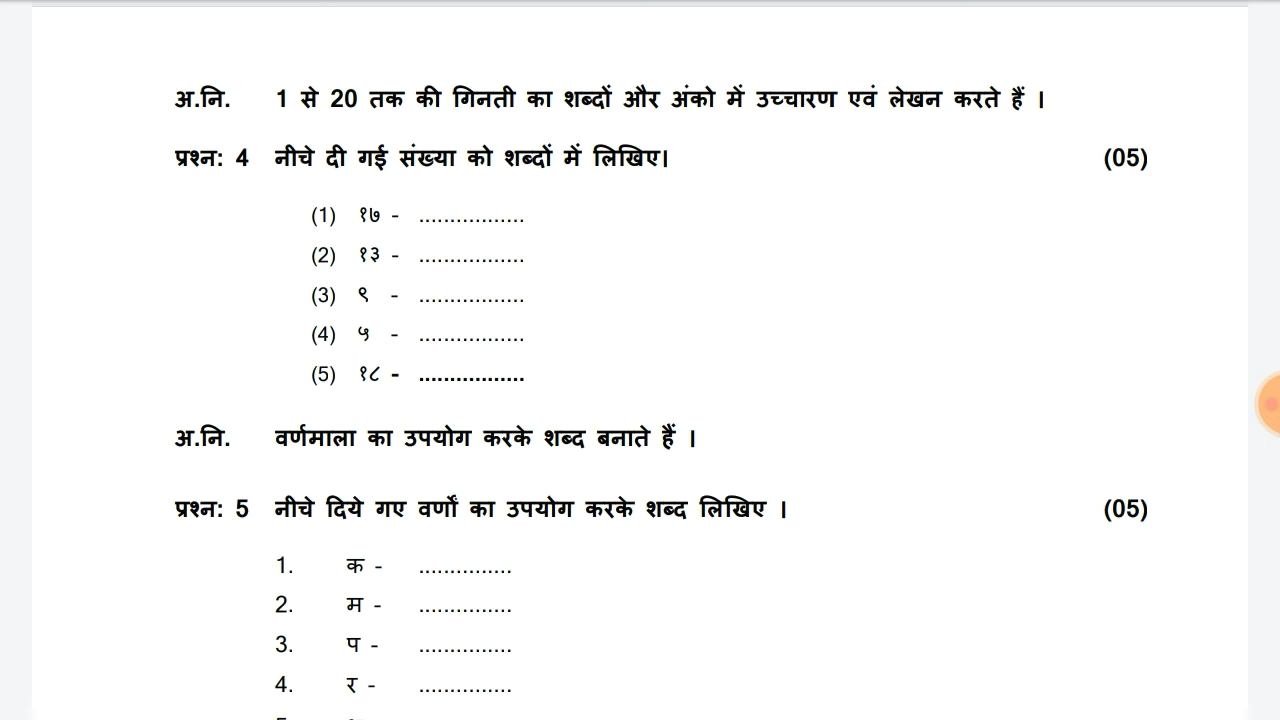 अ.नि. 1 से 20 तक की गिनती का शब्दों और अंको में उच्चारण एवं लेखन करते हैं ।
प्रश्न: 4 नीचे दी गई संख्या को शब्दों में लिखिए। (05)
(1) १७ - .................
(2) १३ - .................
(3) ९ - .................
(4) ५ - .................
(5) १८ - .................
अ.नि. वर्णमाला का उपयोग करके शब्द बनाते हैं ।
प्रश्न: 5 नीचे दिये गए वर्णों का उपयोग करके शब्द लिखिए । (05)
1. क - ...............
2. म - ...............
3. प - ...............
4. र - ...............